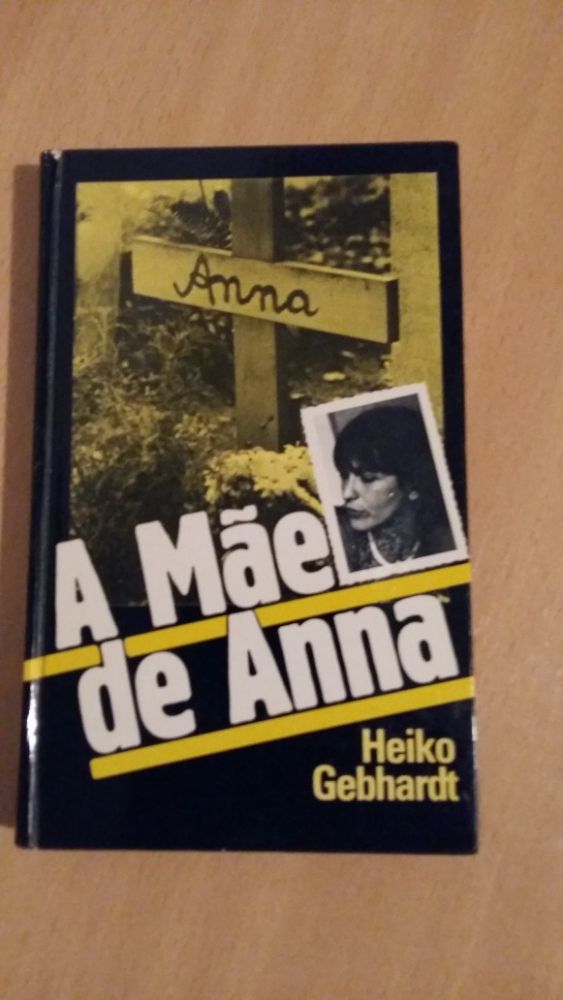 Anna
A Mãe
de Anna
Heiko
Gebhardt